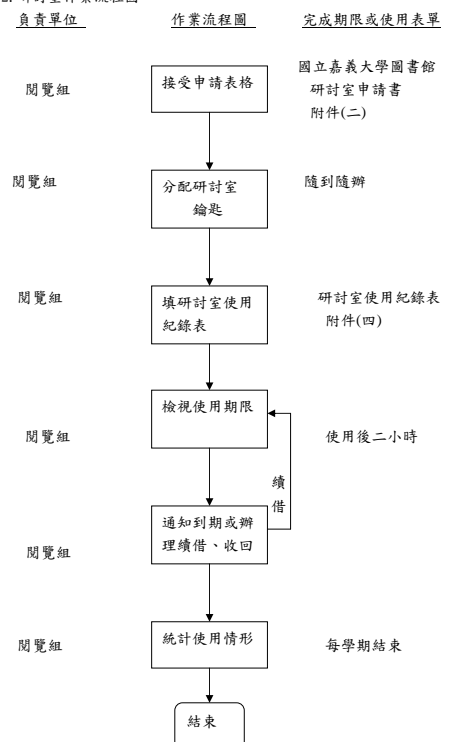 負責單位 作業流程圖 完成期限或使用表單
國立嘉義大學圖書館
閱覽組 接受申請表格 研討室申請書
附件(二)
閱覽組 分配研討室 隨到隨辦
鑰匙
閱覽組 填研討室使用 研討室使用紀錄表
紀錄表 附件(四)
檢視使用期限
閱覽組 使用後二小時
續
借
通知到期或辦
理續借、收回
閱覽組
閱覽組 統計使用情形 每學期結束
結束